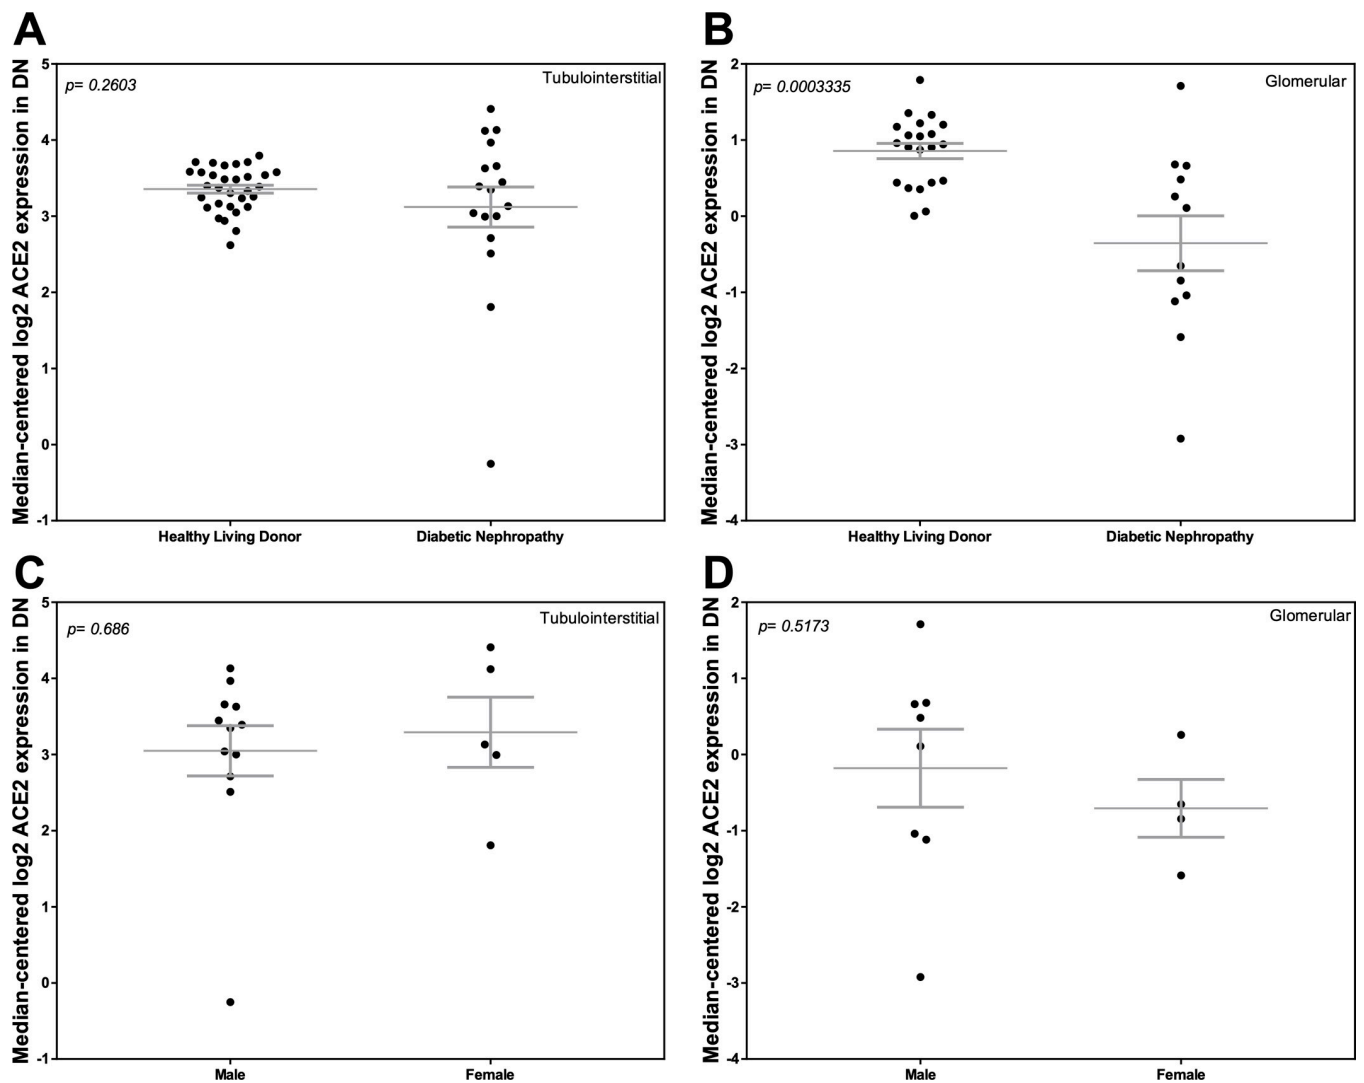 A
Median-centered log2 ACE2 expression in DN
5
4
3
2
1
0
-1
p= 0.2603
Tubulointerstitial
Healthy Living Donor
Diabetic Nephropathy
B
Median-centered log2 ACE2 expression in DN
2
1
0
-1
-2
-3
-4
p= 0.0003335
Glomerular
Healthy Living Donor
Diabetic Nephropathy
C
Median-centered log2 ACE2 expression in DN
5
4
3
2
1
0
-1
p= 0.686
Tubulointerstitial
Male
Female
D
Median-centered log2 ACE2 expression in DN
2
1
0
-1
-2
-3
-4
p= 0.5173
Glomerular
Male
Female